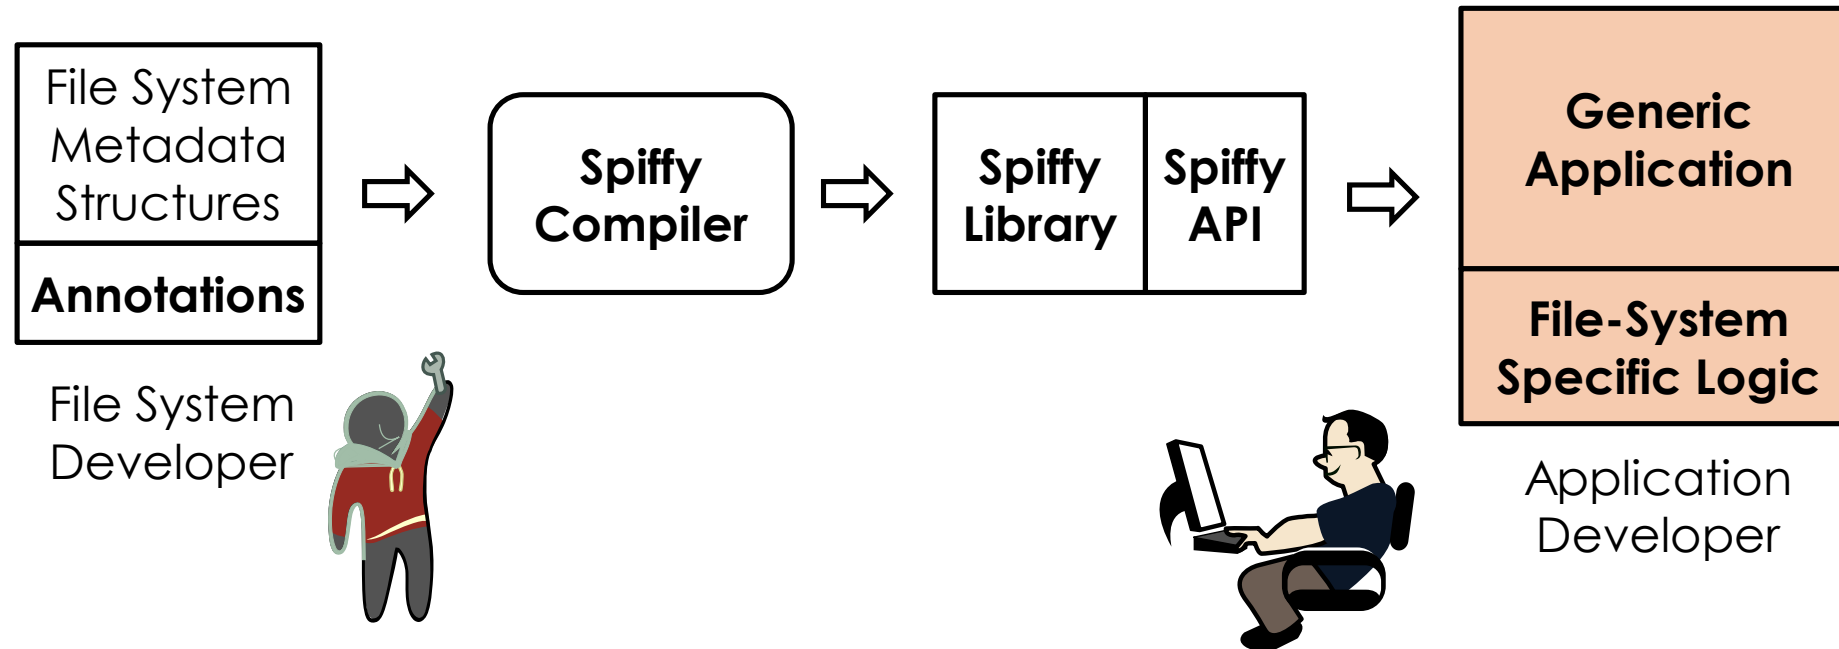 File System
Metadata
Structures
Annotations
File System
Developer
Spiffy
Compiler
Spiffy
Library
Spiffy
API
Generic
Application
File-System
Specific Logic
Application
Developer